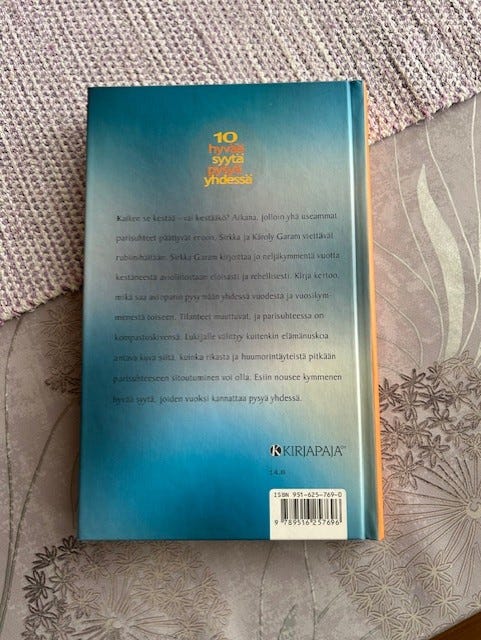 10
hyvää
syytä
pysyä
yhdessä
Kaiken se kestää – vai kestääkö? Aikana, jolloin yhä useammat
parisuhteet päättyvät eroon, Sirkka ja Károly Garam viettävät
rubiinihäitään. Sirkka Garam kirjoittaa jo neljäkymmentä vuotta
kestäneestä avioliitostaan eloisasti ja rehellisesti. Kirja kertoo,
mikä saa avioparin pysymään yhdessä vuodesta ja vuosikym-
menestä toiseen. Tilanteet muuttuvat, ja parisuhteessa on
kompastuskivensä. Lukijalle välittyy kuitenkin elämänuskoa
antava kuva siitä, kuinka rikasta ja huumorintäyteistä pitkään
parisuhteeseen sitoutuminen voi olla. Esiin nousee kymmenen
hyvää syytä, joiden vuoksi kannattaa pysyä yhdessä.
KIRJAPAJA
ISBN 951-625-769-0
9 789516 257696